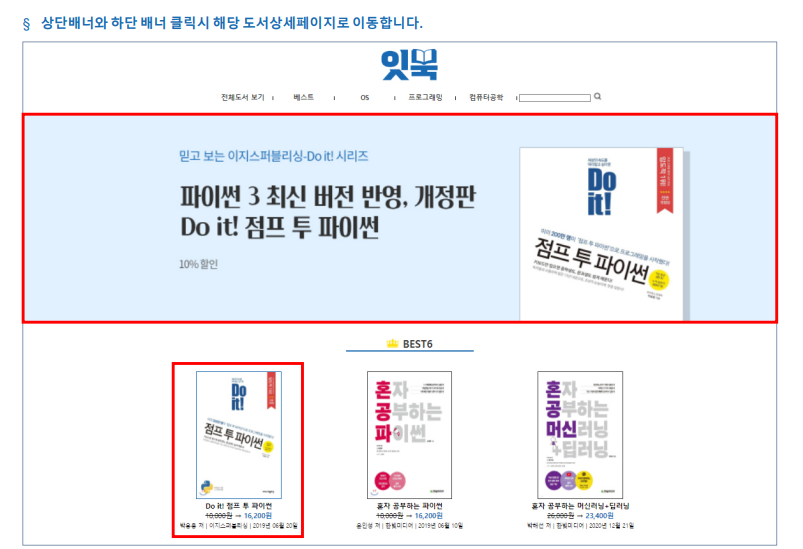 § 상단배너와 하단 배너 클릭시 해당 도서상세페이지로 이동합니다.
잇북
전체도서 보기 ı 베스트 ı OS ı 프로그래밍 ı 컴퓨터공학 ı
믿고 보는 이지스퍼블리싱-Do it! 시리즈
파이썬 3 최신 버전 반영, 개정판
Do it! 점프 투 파이썬
10% 할인
Do it!
점프 투 파이썬
BEST6
Do it!
점프 투 파이썬
혼자 공부하는 파이썬
혼자 공부하는 머신러닝+딥러닝
Do it! 점프 투 파이썬
18,000원 → 16,200원
박응용 저 | 이지스퍼블리싱 | 2019년 06월 20일
혼자 공부하는 파이썬
18,000원 → 16,200원
윤인성 저 | 한빛미디어 | 2019년 06월 10일
혼자 공부하는 머신러닝+딥러닝
26,000원 → 23,400원
박해선 저 | 한빛미디어 | 2020년 12월 21일